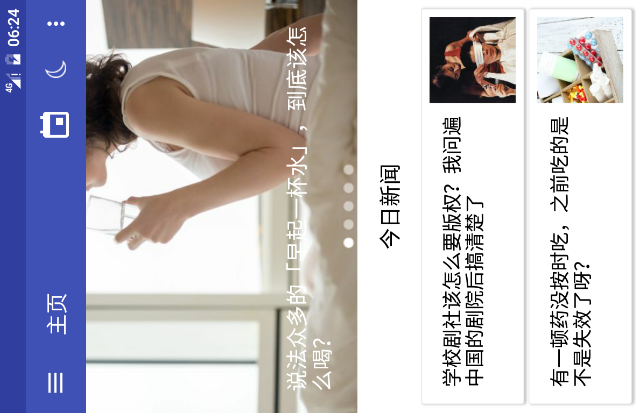 4G
06:24
主页
说法众多的「早起一杯水」，到底该怎
么喝？
今日新闻
学校剧社该怎么要版权？我问遍
中国的剧院后搞清楚了
有一顿药没按时吃，之前吃的是
不是失效了呀？